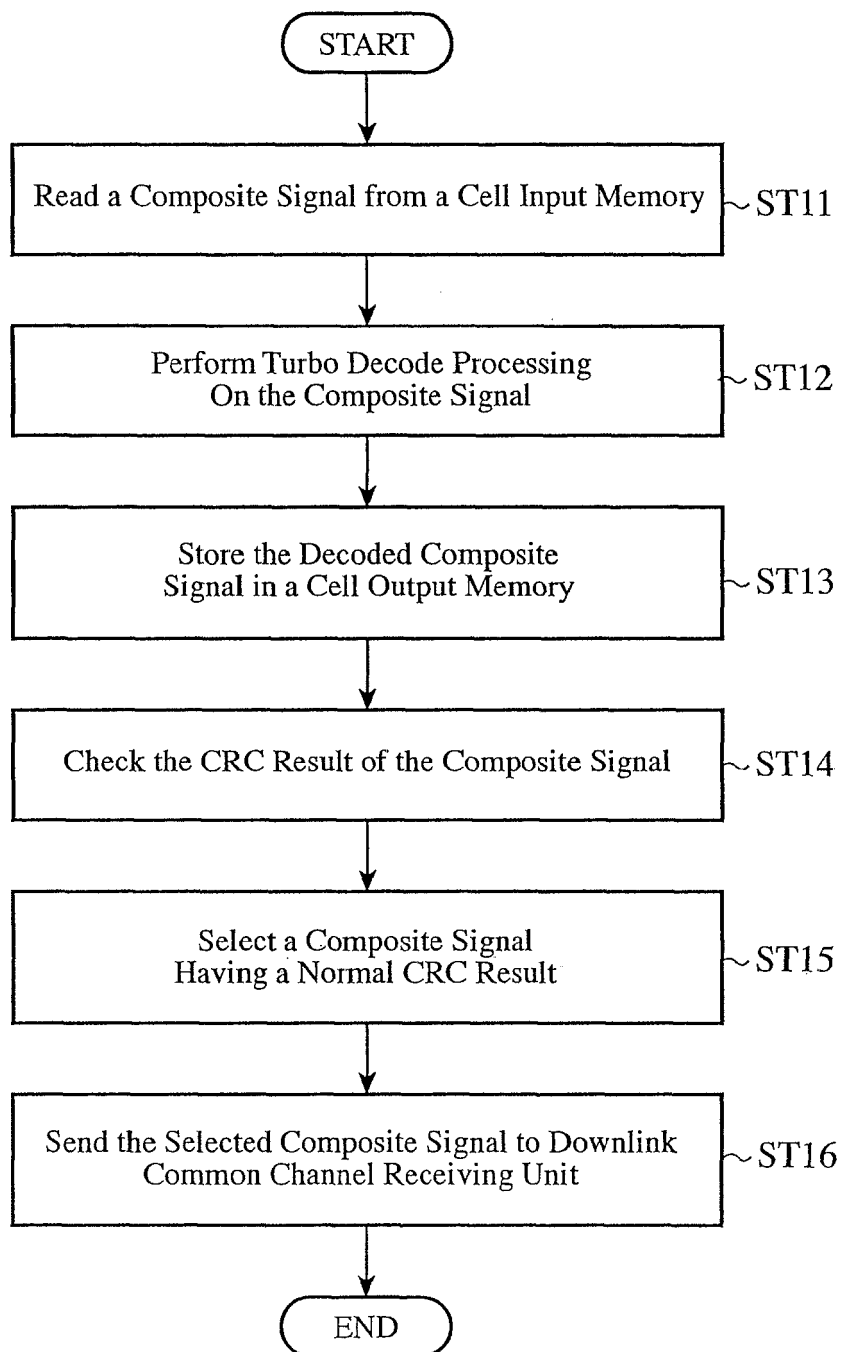 START
Read a Composite Signal from a Cell Input Memory
ST11
Perform Turbo Decode Processing
On the Composite Signal
ST12
Store the Decoded Composite
Signal in a Cell Output Memory
ST13
Check the CRC Result of the Composite Signal
ST14
Select a Composite Signal
Having a Normal CRC Result
ST15
Send the Selected Composite Signal to Downlink
Common Channel Receiving Unit
ST16
END